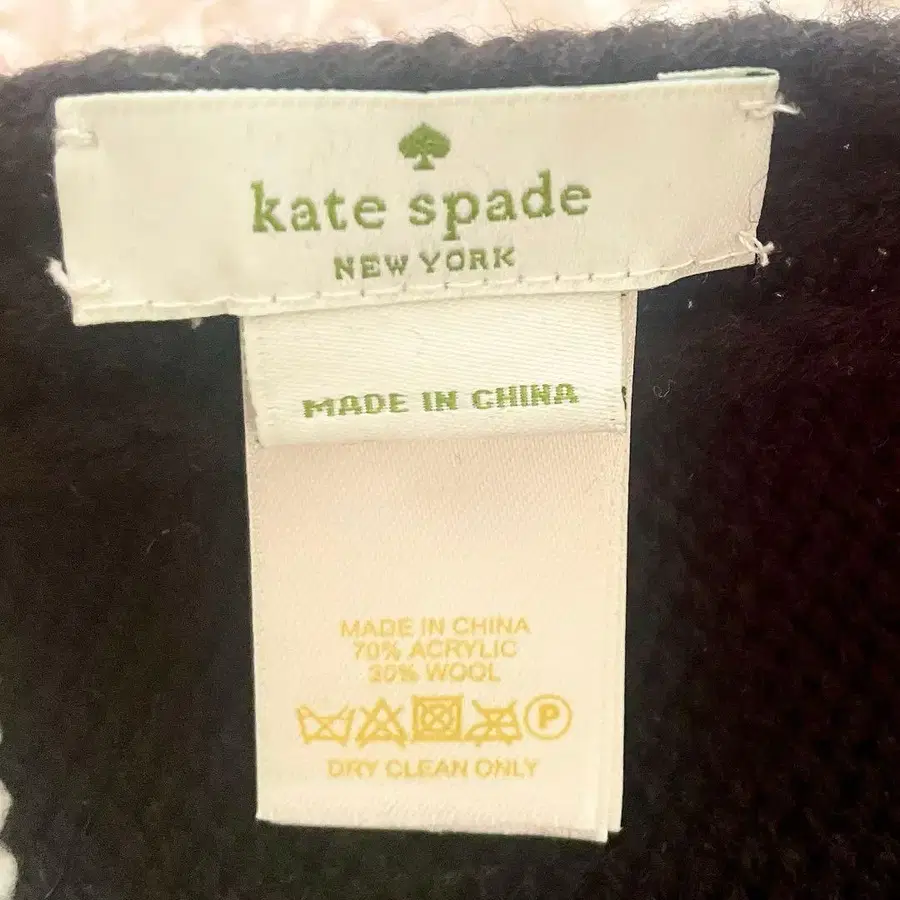 kate spade
NEW YORK
MADE IN CHINA
MADE IN CHINA
70% ACRYLIC
30% WOOL
P
DRY CLEAN ONLY